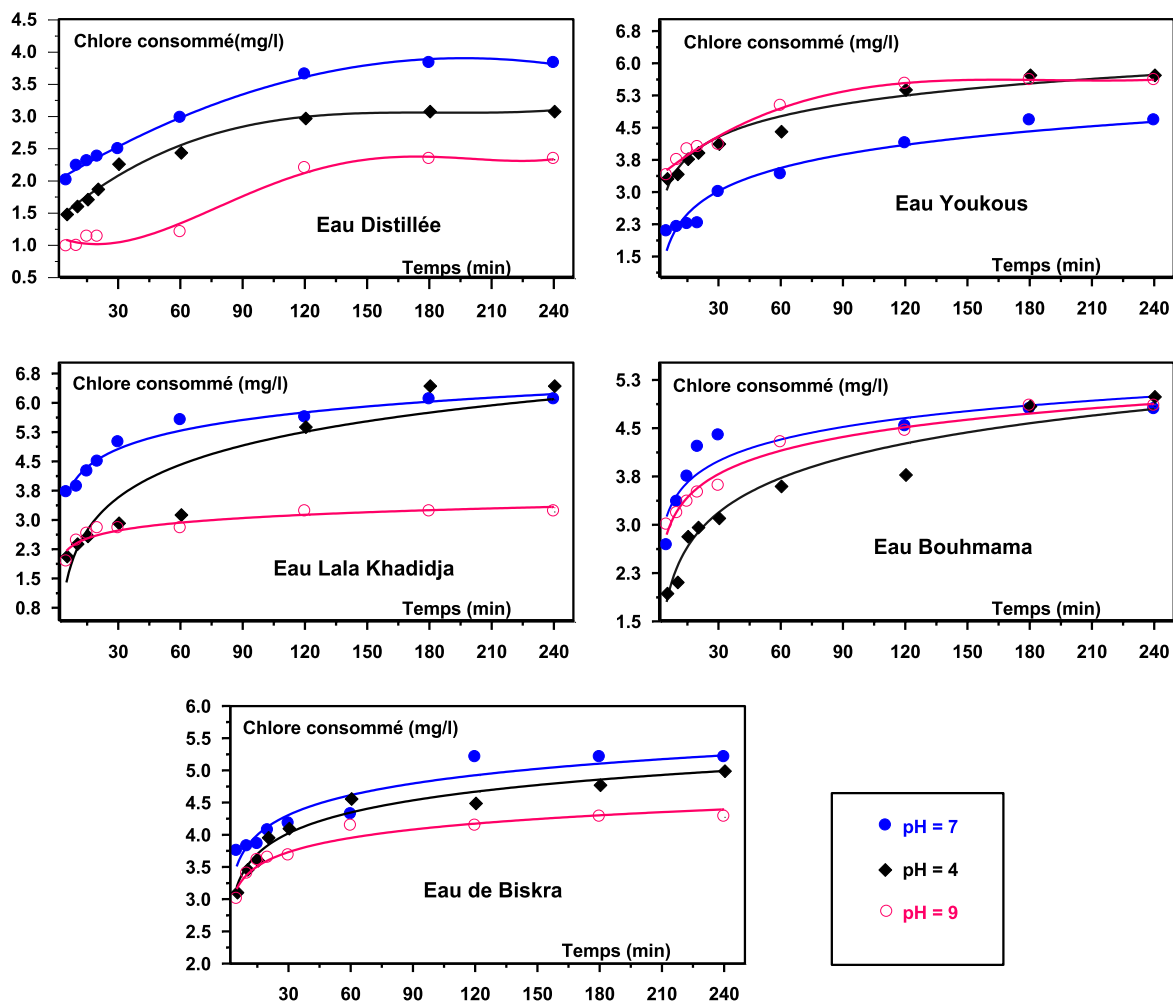 4.5
Chlore consommé(mg/l)
4.0
3.5
3.0
2.5
2.0
1.5
Eau Distillée
1.0
Temps (min)
0.5
30 60 90 120 150 180 210 240
6.8
Chlore consommé (mg/l)
6.0
5.3
4.5
3.8
3.0
Eau Youkous
2.3
1.5
Temps (min)
30 60 90 120 150 180 210 240
6.8
Chlore consommé (mg/l)
6.0
5.3
4.5
3.8
3.0
2.3
Eau Lala Khadidja
1.5
0.8
Temps (min)
30 60 90 120 150 180 210 240
5.3
Chlore consommé (mg/l)
4.5
3.8
3.0
Eau Bouhmama
2.3
Temps (min)
1.5
30 60 90 120 150 180 210 240
6.0
Chlore consommé (mg/l)
5.5
5.0
4.5
4.0
3.5
Eau de Biskra
3.0
2.5
Temps (min)
2.0
30 60 90 120 150 180 210 240
pH = 7
pH = 4
pH = 9